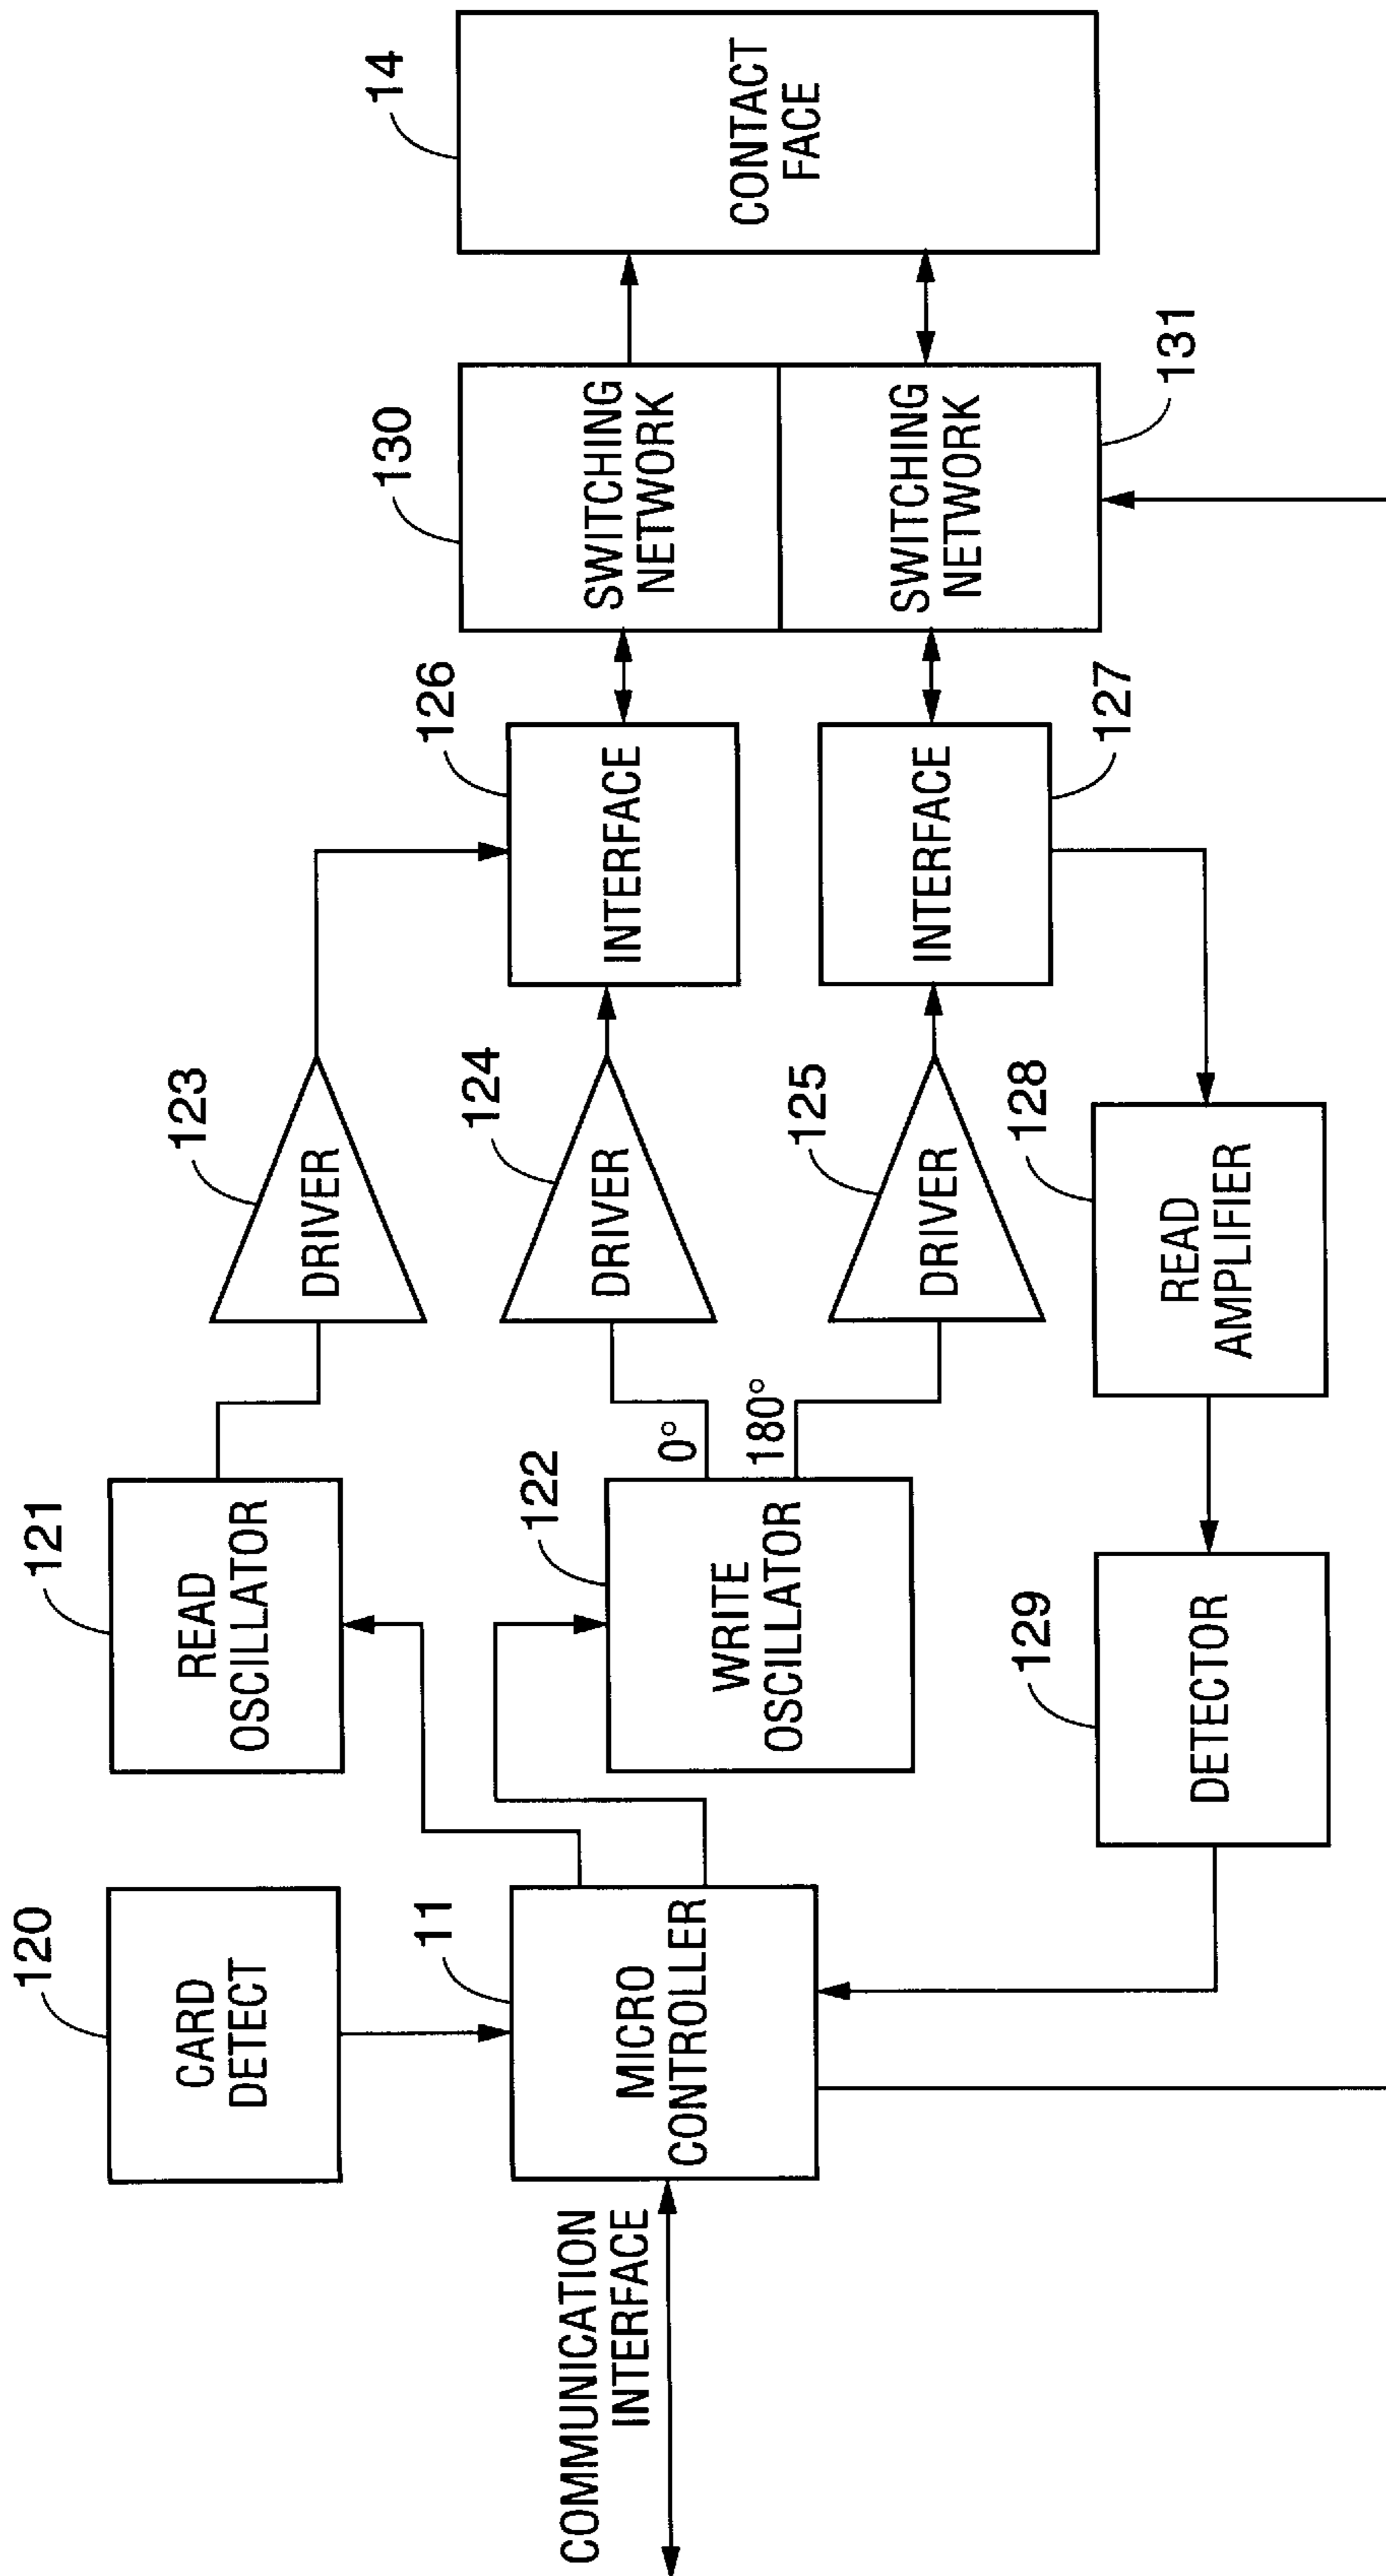 120
CARD
DETECT
COMMUNICATION
INTERFACE
11
MICRO
CONTROLLER
121
READ
OSCILLATOR
122
WRITE
OSCILLATOR
0°
180°
129
DETECTOR
123
DRIVER
124
DRIVER
125
DRIVER
128
READ
AMPLIFIER
126
INTERFACE
127
INTERFACE
130
SWITCHING
NETWORK
SWITCHING
NETWORK
131
14
CONTACT
FACE